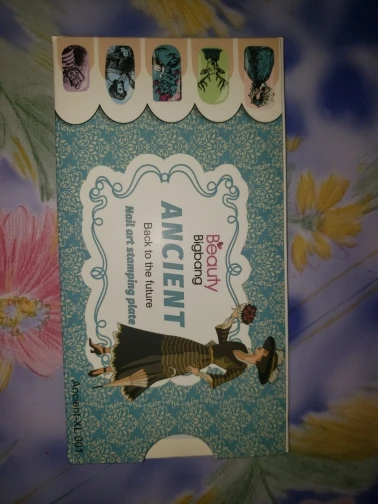 Beauty
Bigbang
ANCIENT
Back to the future
Nail art stamping plate
Ancient-XL001